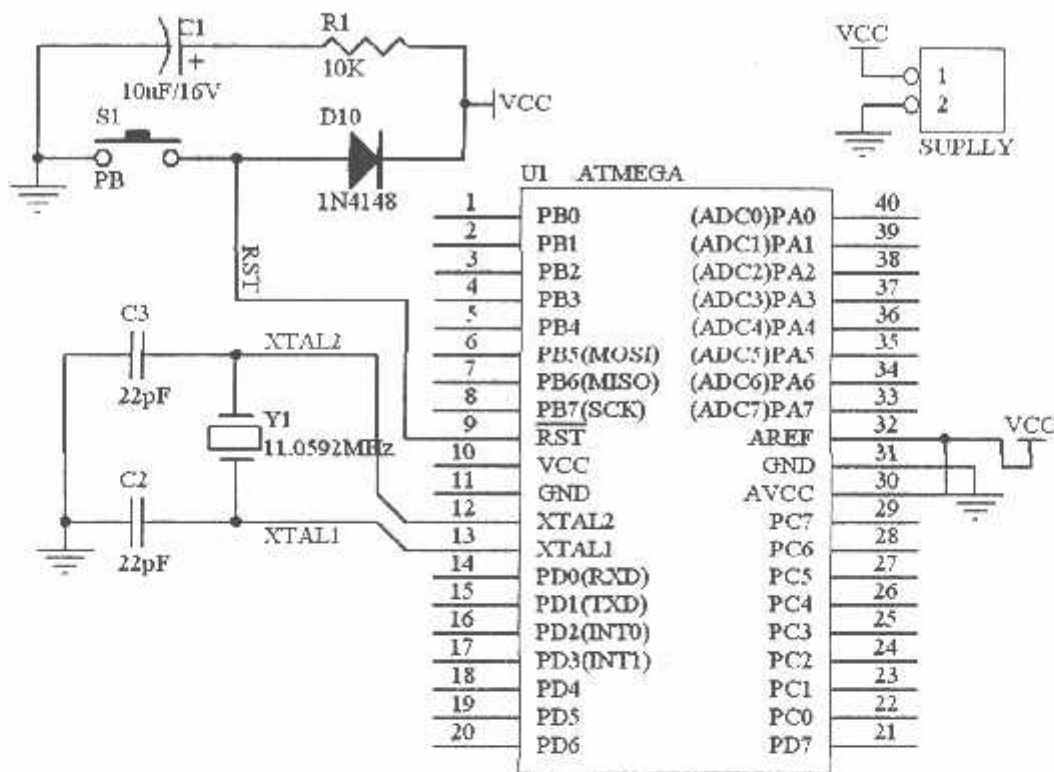 C1
R1
10uF/16V
10K
VCC
S1
PB
D10
1N4148
VCC
1
2
SUPLLY
RST
U1 ATMEGA
1 PB0
2 PB1
3 PB2
4 PB3
5 PB4
6 PB5(MOSI)
7 PB6(MISO)
8 PB7(SCK)
9 RST
10 VCC
11 GND
12 XTAL2
13 XTAL1
14 PD0(RXD)
15 PD1(TXD)
16 PD2(INT0)
17 PD3(INT1)
18 PD4
19 PD5
20 PD6
(ADC0)PA0 40
(ADC1)PA1 39
(ADC2)PA2 38
(ADC3)PA3 37
(ADC4)PA4 36
(ADC5)PA5 35
(ADC6)PA6 34
(ADC7)PA7 33
AREF 32
GND 31
AVCC 30
PC7 29
PC6 28
PC5 27
PC4 26
PC3 25
PC2 24
PC1 23
PC0 22
PD7 21
VCC
C3
22pF
XTAL2
Y1
11.0592MHz
C2
22pF
XTAL1